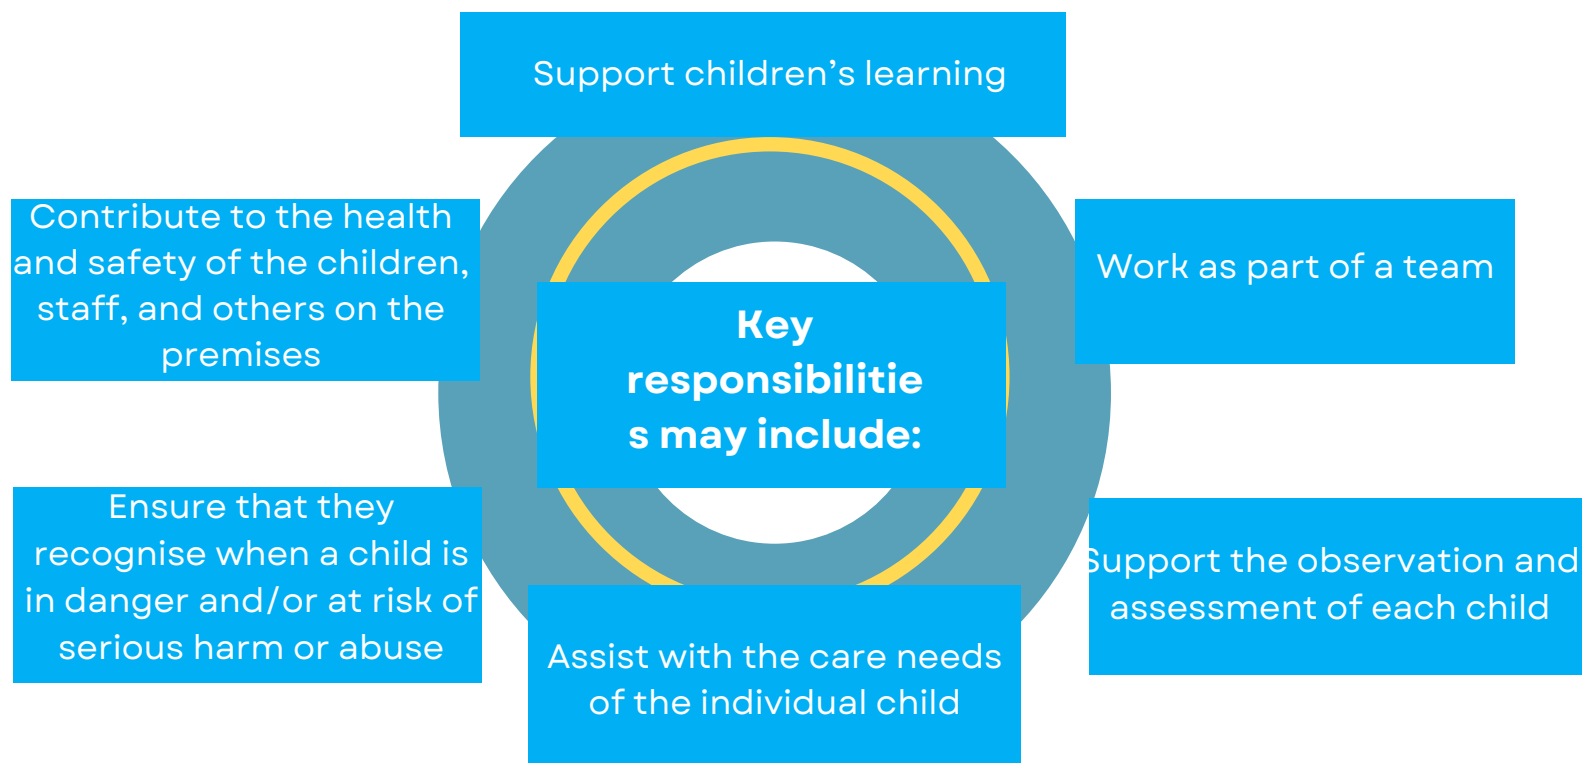 Support children’s learning
Contribute to the health
and safety of the children,
staff, and others on the
premises
Work as part of a team
Key
responsibilitie
s may include:
Ensure that they
recognise when a child is
in danger and/or at risk of
serious harm or abuse
Support the observation and
assessment of each child
Assist with the care needs
of the individual child